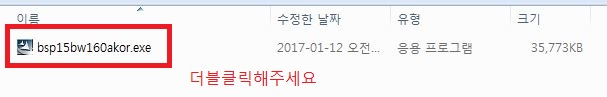 이름 수정한 날짜 유형 크기
bsp15bw160akor.exe 2017-01-12 오전... 응용 프로그램 35,773KB
더블클릭해주세요